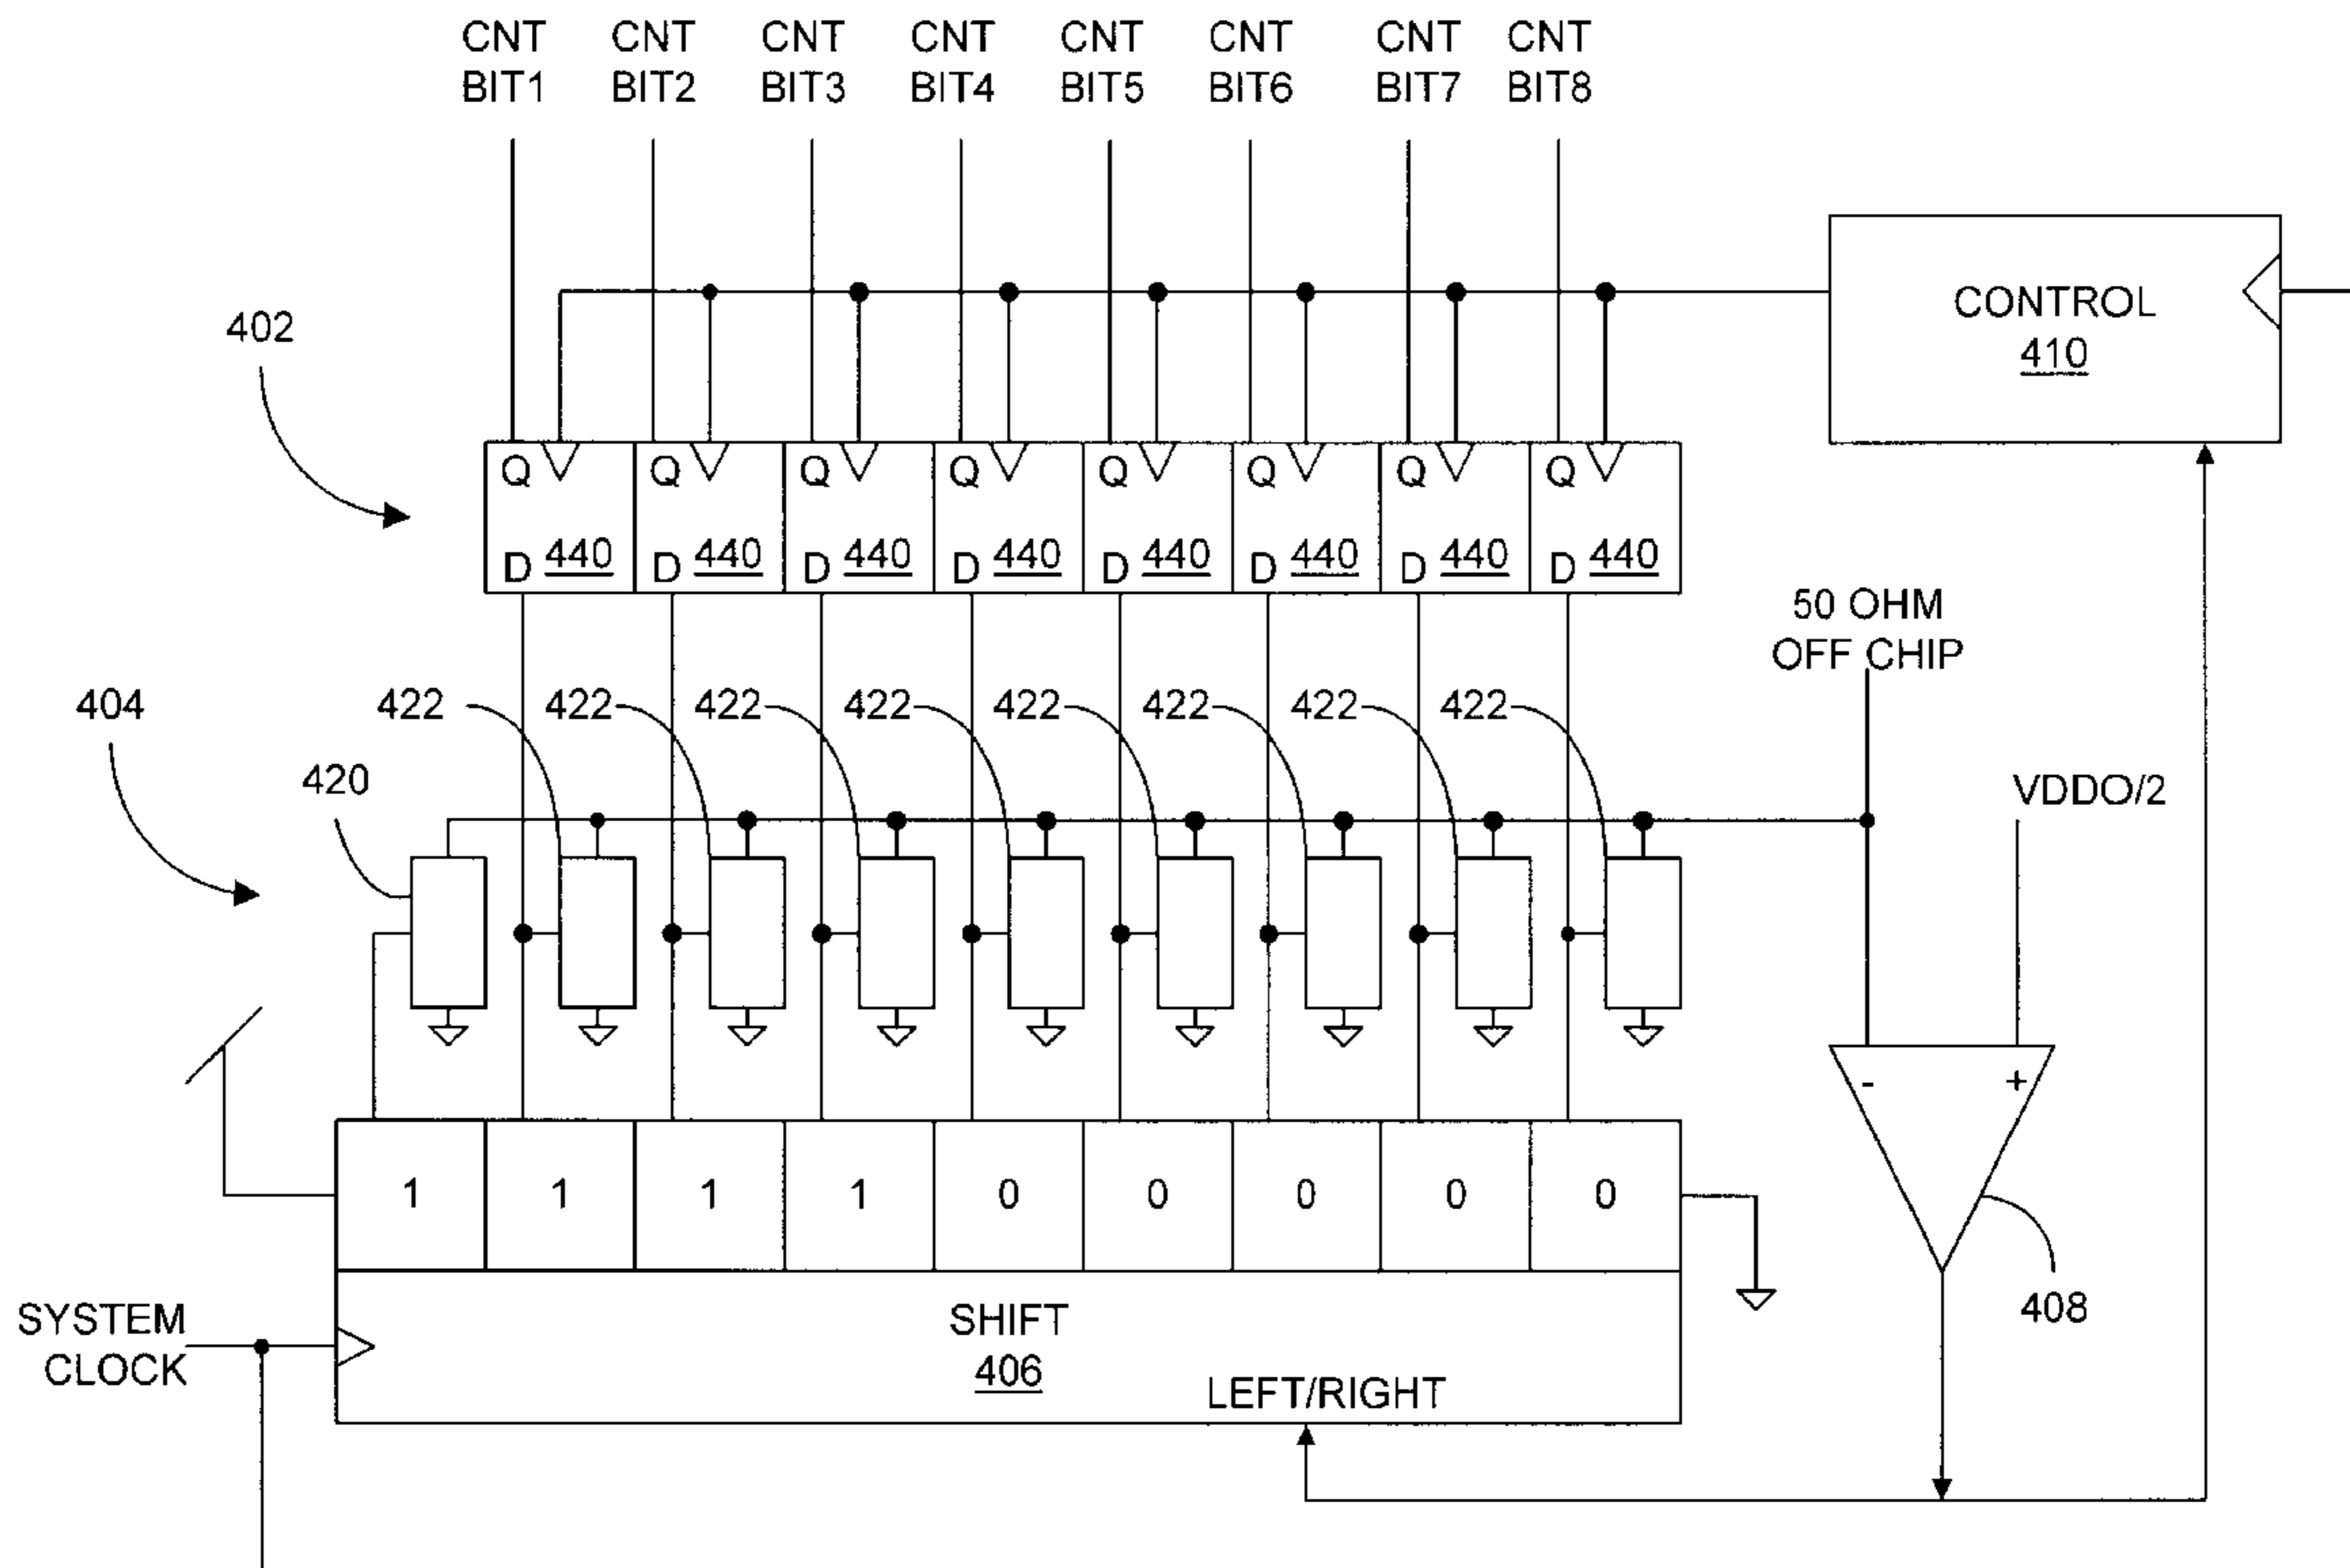 CNT BIT1
CNT BIT2
CNT BIT3
CNT BIT4
CNT BIT5
CNT BIT6
CNT BIT7
CNT BIT8
402
CONTROL
410
Q Q Q Q Q Q Q Q
D 440 D 440 D 440 D 440 D 440 D 440 D 440 D 440
50 OHM
OFF CHIP
404
422 422 422 422 422 422 422 422
420
VDDO/2
- +
1 1 1 1 0 0 0 0 0
408
SYSTEM
CLOCK
SHIFT
406
LEFT/RIGHT